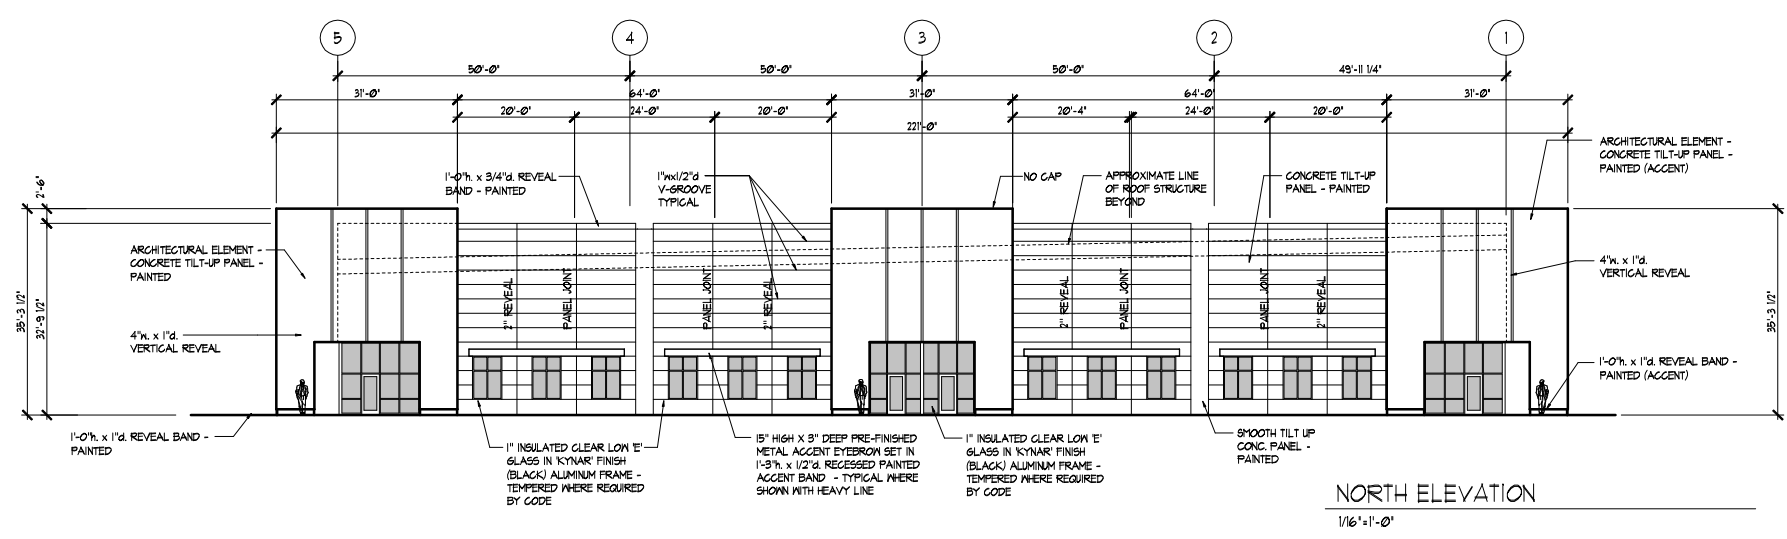 5
4
3
2
1
50'-0"
50'-0"
50'-0"
49'-11 1/4"
31'-0"
64'-0"
31'-0"
64'-0"
31'-0"
20'-0"
24'-0"
20'-0"
20'-4"
24'-0"
20'-0"
221'-0"
ARCHITECTURAL ELEMENT -
CONCRETE TILT-UP PANEL -
PAINTED (ACCENT)
1'-0"h. x 3/4"d. REVEAL
BAND - PAINTED
1"wx1/2"d
V-GROOVE
TYPICAL
NO CAP
APPROXIMATE LINE
OF ROOF STRUCTURE
BEYOND
CONCRETE TILT-UP
PANEL - PAINTED
2'-6"
35'-3 1/2"
32'-9 1/2"
35'-3 1/2"
ARCHITECTURAL ELEMENT -
CONCRETE TILT-UP PANEL -
PAINTED
4"w. x 1"d.
VERTICAL REVEAL
2" REVEAL
PANEL JOINT
PANEL JOINT
2" REVEAL
2" REVEAL
PANEL JOINT
PANEL JOINT
2" REVEAL
4"w. x 1"d.
VERTICAL REVEAL
1'-0"h. x 1"d. REVEAL BAND -
PAINTED (ACCENT)
1'-0"h. x 1"d. REVEAL BAND -
PAINTED
1" INSULATED CLEAR LOW 'E'
GLASS IN 'KYNAR' FINISH
(BLACK) ALUMINUM FRAME -
TEMPERED WHERE REQUIRED
BY CODE
15" HIGH x 3" DEEP PRE-FINISHED
METAL ACCENT EYEBROW SET IN
1'-3"h. x 1/2"d. RECESSED PAINTED
ACCENT BAND - TYPICAL WHERE
SHOWN WITH HEAVY LINE
1" INSULATED CLEAR LOW 'E'
GLASS IN 'KYNAR' FINISH
(BLACK) ALUMINUM FRAME -
TEMPERED WHERE REQUIRED
BY CODE
SMOOTH TILT UP
CONC. PANEL -
PAINTED
NORTH ELEVATION
1/16"=1'-0"